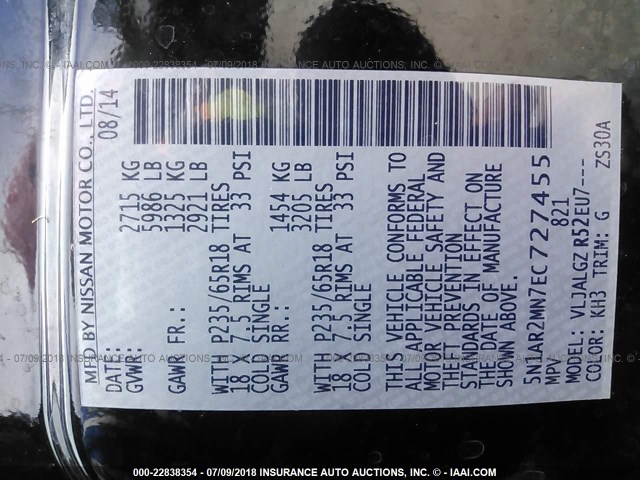 MFD BY NISSAN MOTOR CO., LTD.
DATE: 08/14
GVWR: 2715 KG
5986 LB
GAWR FR.: 1325 KG
2921 LB
WITH P235/65R18 TIRES
18 X 7.5 RIMS AT 33 PSI
COLD SINGLE
GAWR RR.: 1454 KG
3205 LB
WITH P235/65R18 TIRES
18 X 7.5 RIMS AT 33 PSI
COLD SINGLE
THIS VEHICLE CONFORMS TO
ALL APPLICABLE FEDERAL
MOTOR VEHICLE SAFETY AND
THEFT PREVENTION
STANDARDS IN EFFECT ON
THE DATE OF MANUFACTURE
SHOWN ABOVE.
5N1AR2MN7EC727455
MPV 821
MODEL: VLJALGZ R52EU7----
COLOR: KH3 TRIM: G ZS30A
000-22838354 - 07/09/2018 - INSURANCE AUTO AUCTIONS, INC. - © - IAAI.COM